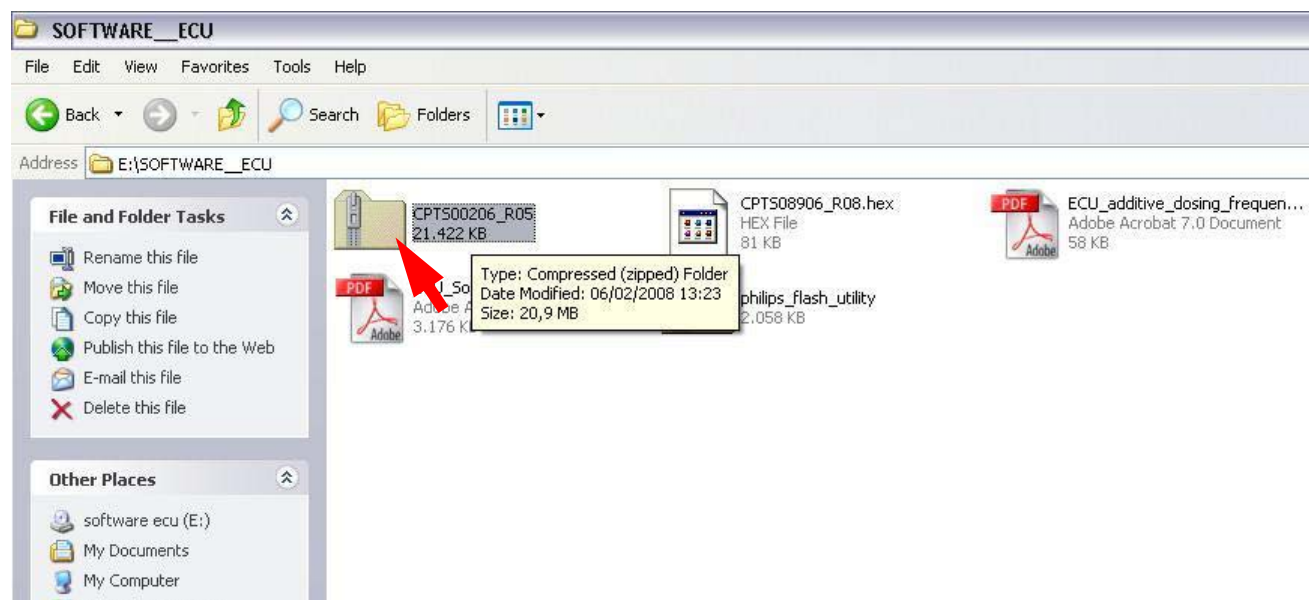 SOFTWARE__ECU
File Edit View Favorites Tools Help
Back Search Folders
Address E:\SOFTWARE__ECU
File and Folder Tasks
Rename this file
Move this file
Copy this file
Publish this file to the Web
E-mail this file
Delete this file
Other Places
software ecu (E:)
My Documents
My Computer
CPTS00206_R05
21.422 KB
CPTS08906_R08.hex
HEX File
81 KB
PDF
Adobe
ECU_additive_dosing_frequen...
Adobe Acrobat 7.0 Document
58 KB
PDF
Adobe
3.176 K
Type: Compressed (zipped) Folder
Date Modified: 06/02/2008 13:23
Size: 20,9 MB
philips_flash_utility
2.058 KB